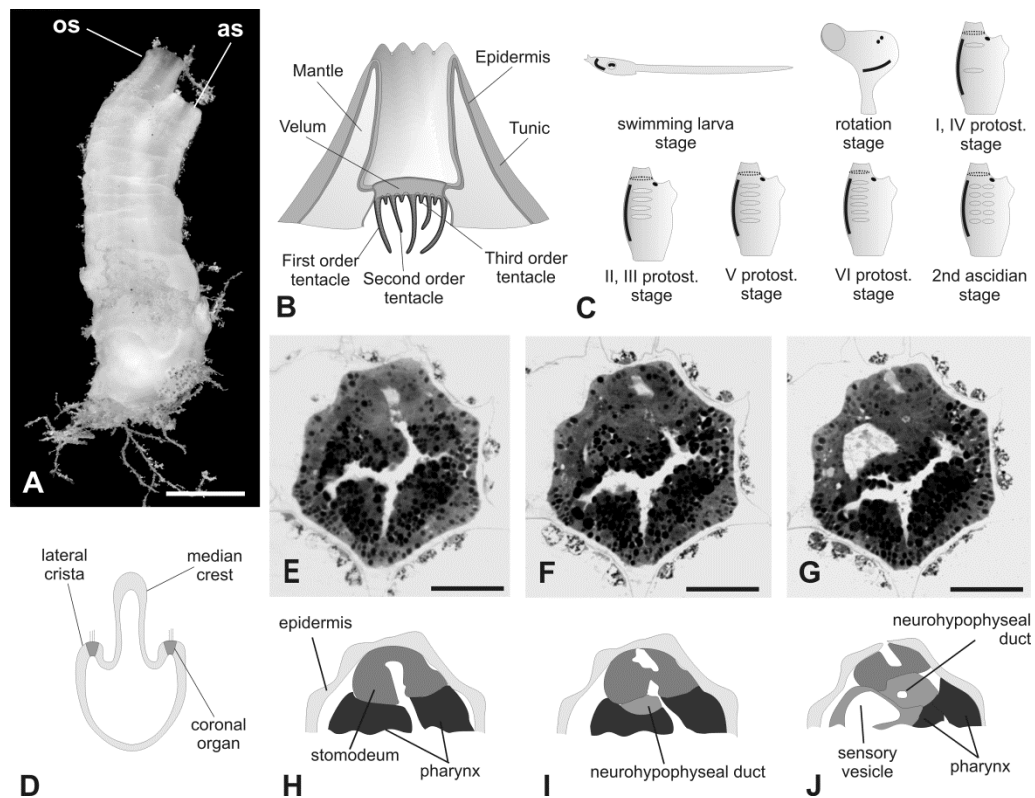 os
as
A
Mantle
Velum
Epidermis
Tunic
First order
tentacle
Second order
tentacle
Third order
tentacle
B
swimming larva
stage
rotation
stage
I, IV protost.
stage
II, III protost.
stage
V protost.
stage
VI protost.
stage
2nd ascidian
stage
C
lateral
crista
median
crest
coronal
organ
D
E
F
G
epidermis
stomodeum
pharynx
H
neurohypophyseal duct
I
neurohypophyseal
duct
sensory
vesicle
pharynx
J